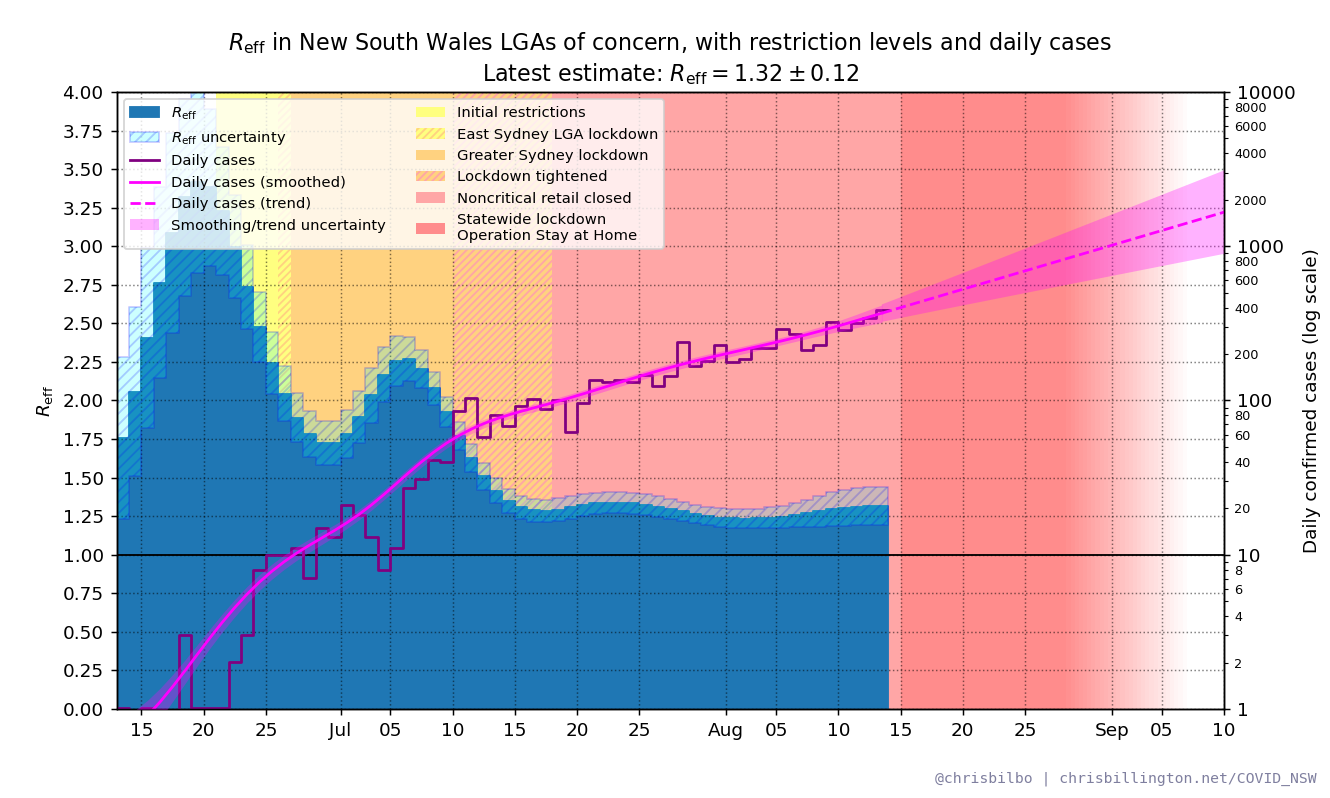 Reff in New South Wales LGAs of concern, with restriction levels and daily cases
Latest estimate: Reff = 1.32 ± 0.12
Reff
Reff uncertainty
Daily cases
Daily cases (smoothed)
Daily cases (trend)
Smoothing/trend uncertainty
Initial restrictions
East Sydney LGA lockdown
Greater Sydney lockdown
Lockdown tightened
Noncritical retail closed
Statewide lockdown
Operation Stay at Home
4.00
3.75
3.50
3.25
3.00
2.75
2.50
2.25
2.00
1.75
1.50
1.25
1.00
0.75
0.50
0.25
0.00
Reff
10000
8000
6000
4000
2000
1000
800
600
400
200
100
80
60
40
20
10
8
6
4
2
1
Daily confirmed cases (log scale)
15 20 25 Jul 05 10 15 20 25 Aug 05 10 15 20 25 Sep 05 10
@chrisbilbo | chrisbillington.net/COVID_NSW